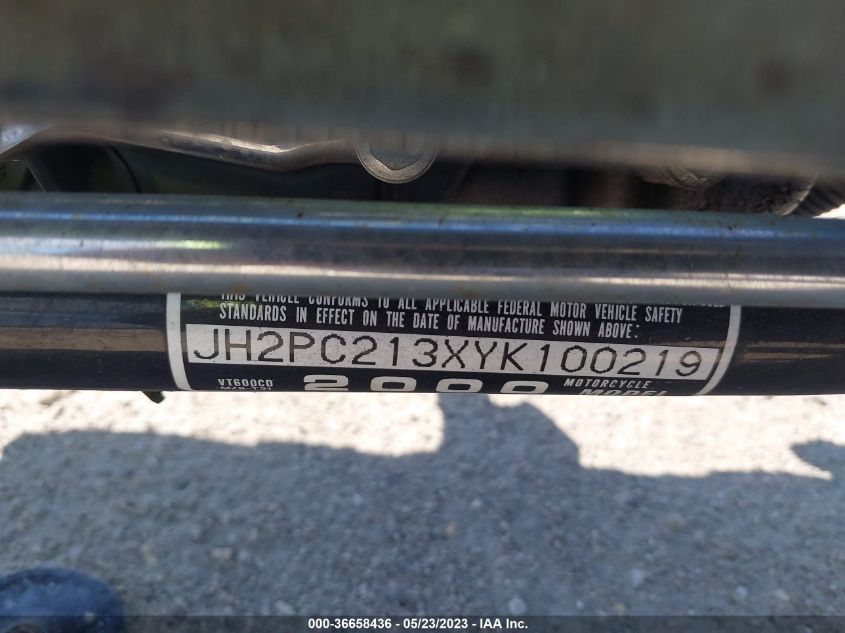 THIS VEHICLE CONFORMS TO ALL APPLICABLE FEDERAL MOTOR VEHICLE SAFETY
STANDARDS IN EFFECT ON THE DATE OF MANUFACTURE SHOWN ABOVE:
JH2PC213XYK100219
VT600CD 2000 MOTORCYCLE
MODEL
000-36658436 - 05/23/2023 - IAA Inc.